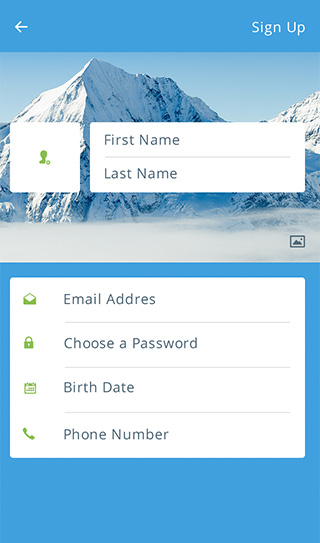 Sign Up
First Name
Last Name
Email Addres
Choose a Password
Birth Date
Phone Number